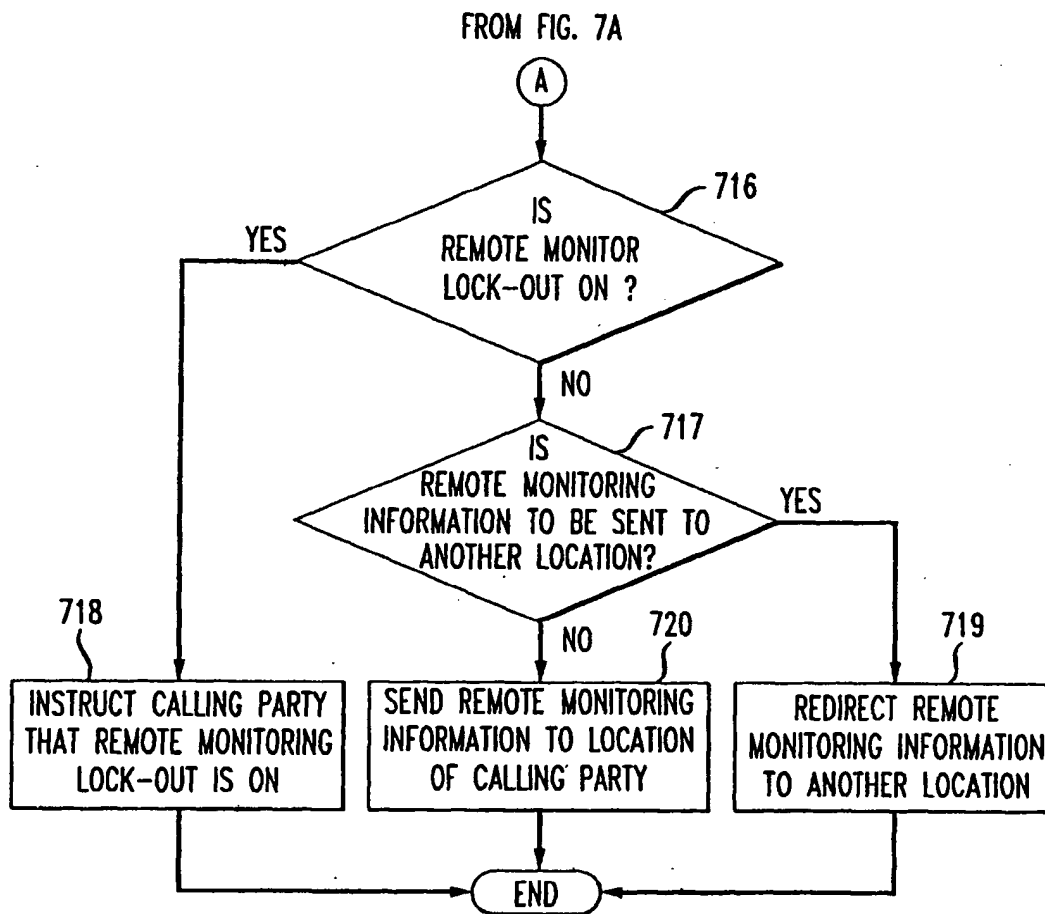 FROM FIG. 7A
A
716
IS
REMOTE MONITOR
LOCK-OUT ON ?
YES
NO
717
IS
REMOTE MONITORING
INFORMATION TO BE SENT TO
ANOTHER LOCATION?
YES
NO
718
INSTRUCT CALLING PARTY
THAT REMOTE MONITORING
LOCK-OUT IS ON
720
SEND REMOTE MONITORING
INFORMATION TO LOCATION
OF CALLING PARTY
719
REDIRECT REMOTE
MONITORING INFORMATION
TO ANOTHER LOCATION
END